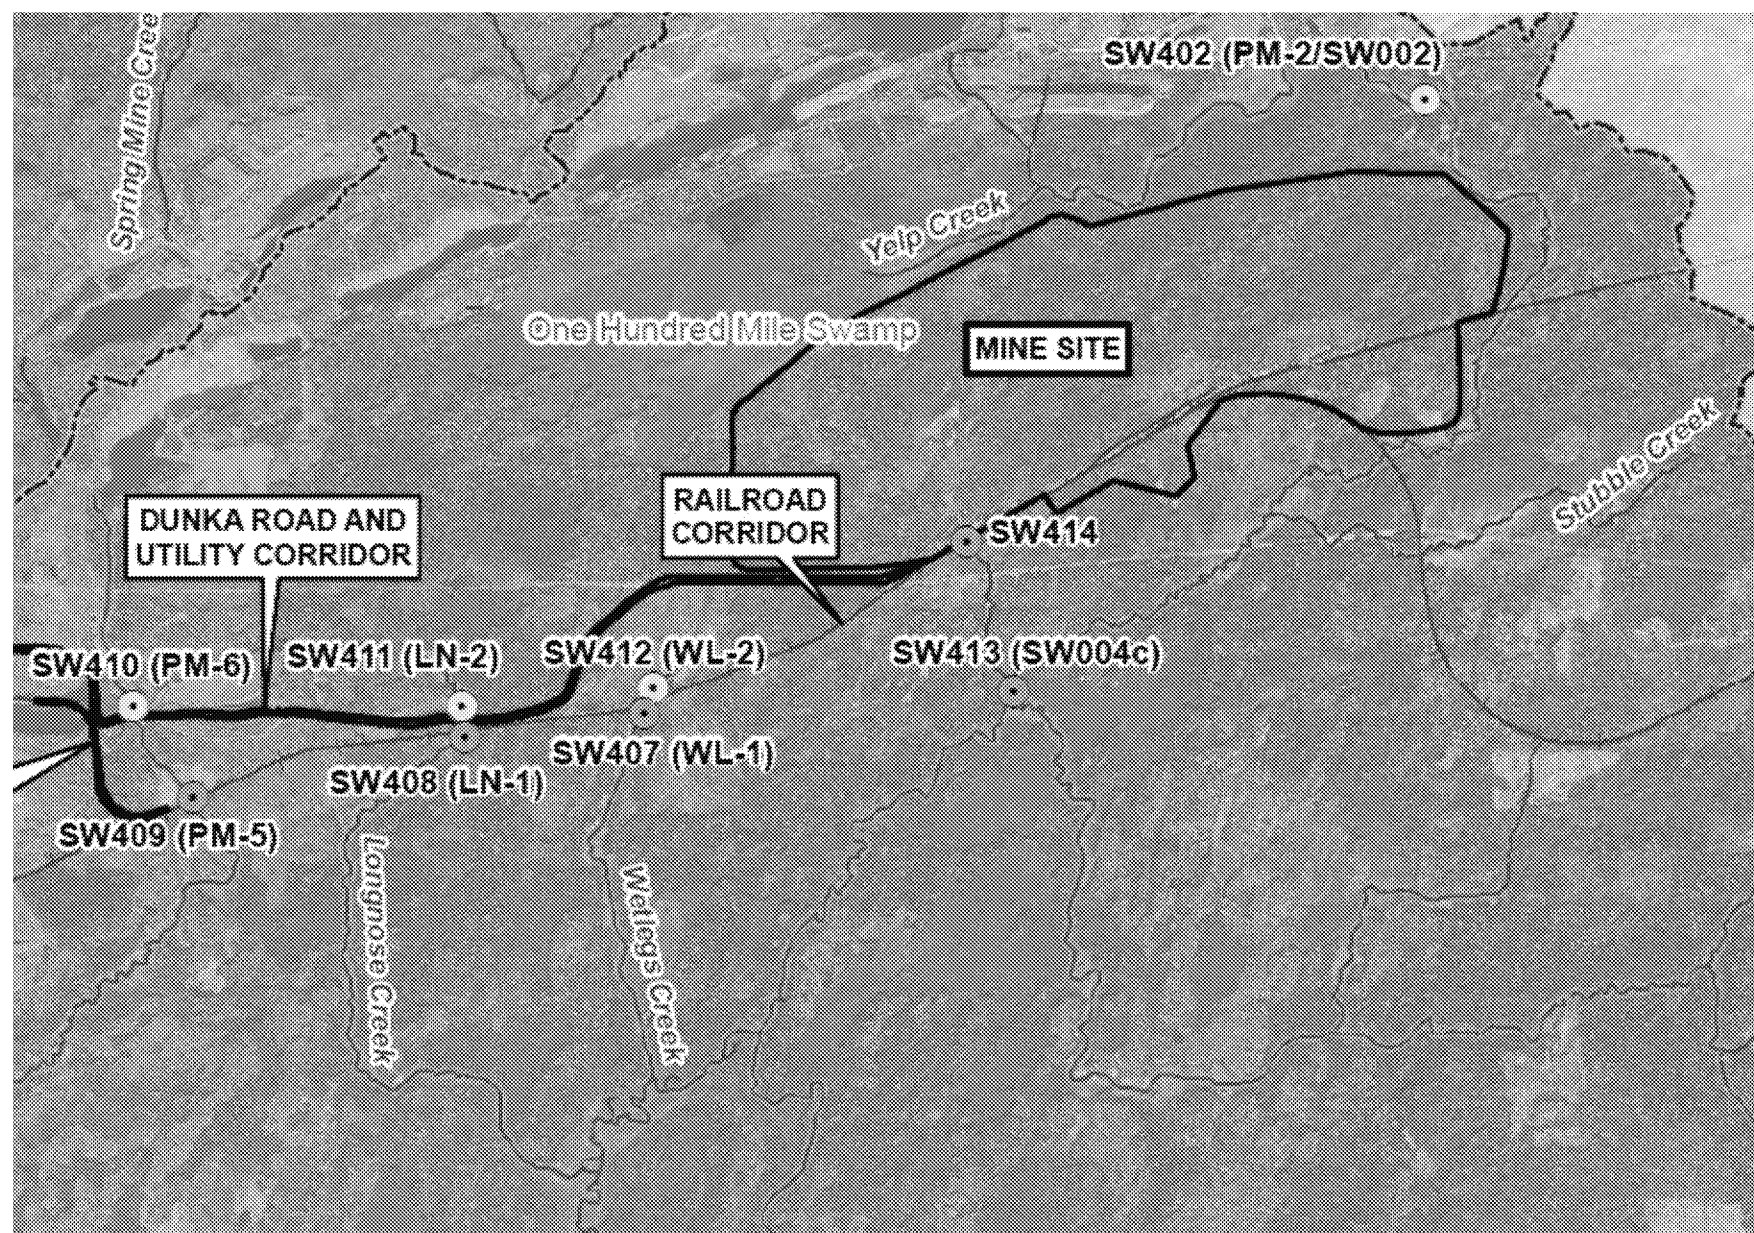 SW402 (PM-2/SW002)
Spring Mine Creek
Yelp Creek
One Hundred Mile Swamp
MINE SITE
Stubble Creek
RAILROAD
CORRIDOR
DUNKA ROAD AND
UTILITY CORRIDOR
SW414
SW410 (PM-6)
SW411 (LN-2)
SW412 (WL-2)
SW413 (SW004c)
SW407 (WL-1)
SW408 (LN-1)
SW409 (PM-5)
Longnose Creek
Wetlegs Creek